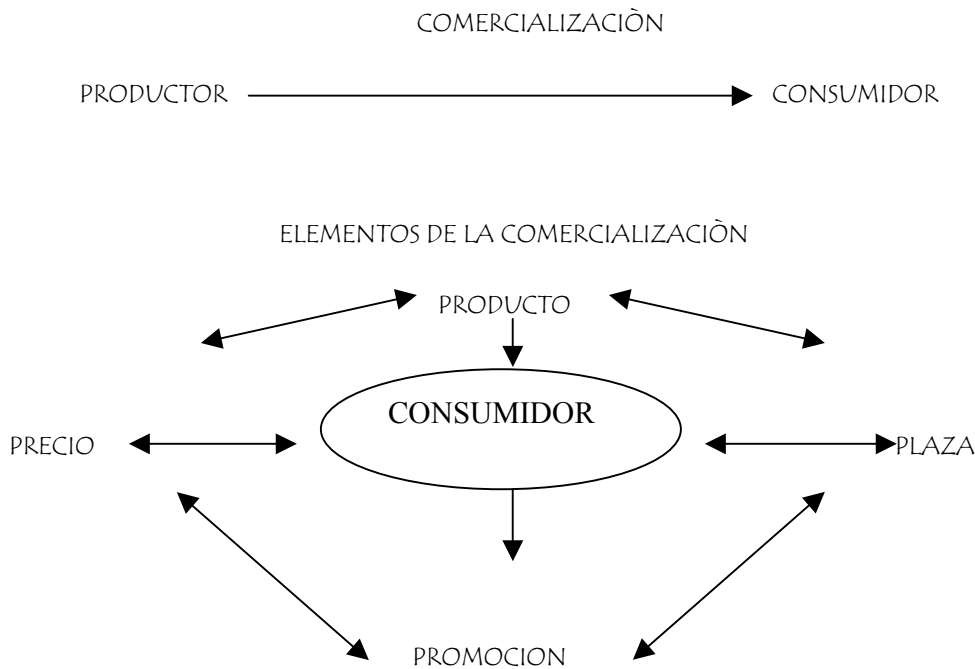 COMERCIALIZACIÒN
PRODUCTOR CONSUMIDOR
ELEMENTOS DE LA COMERCIALIZACIÒN
PRODUCTO
CONSUMIDOR
PRECIO PLAZA
PROMOCION